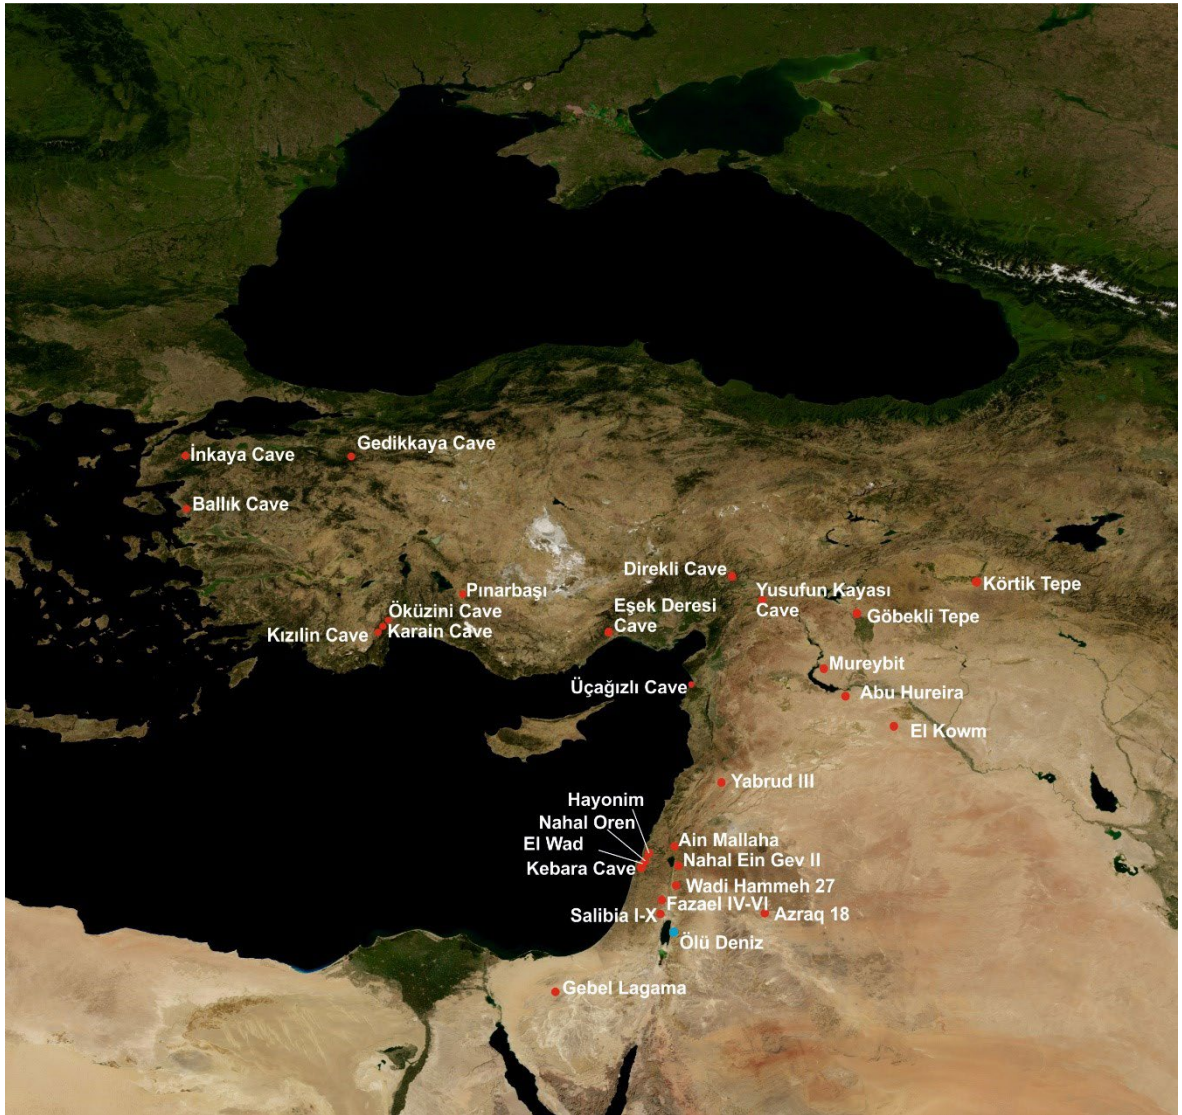 Gedikkaya Cave
İnkaya Cave
Ballık Cave
Direkli Cave
Körtik Tepe
Pınarbaşı
Yusufun Kayası
Cave
Öküzini Cave
Eşek Deresi
Cave
Göbekli Tepe
Kızılin Cave
Karain Cave
Mureybit
Üçağızlı Cave
Abu Hureira
El Kowm
Yabrud III
Hayonim
Nahal Oren
El Wad
Ain Mallaha
Kebara Cave
Nahal Ein Gev II
Wadi Hammeh 27
Fazael IV-VI
Salibia I-X
Azraq 18
Ölü Deniz
Gebel Lagama